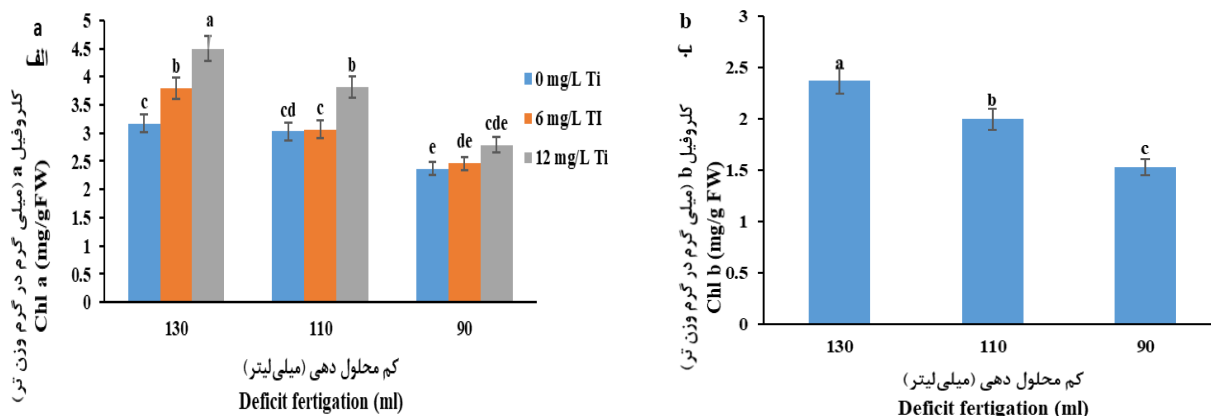 a
الف
5
4.5
4
3.5
3
2.5
2
1.5
1
0.5
0
a
b
c
b
cd
c
e
de
cde
0 mg/L Ti
6 mg/L TI
12 mg/L Ti
130
110
90
کلروفیل a (میلی گرم در گرم وزن تر)
Chl a (mg/gFW)
کم محلول دهی (میلی‌لیتر)
Deficit fertigation (ml)
b
3
2.5
2
1.5
1
0.5
0
a
b
c
130
110
90
کلروفیل b (میلی گرم در گرم وزن تر)
Chl b (mg/g FW)
کم محلول دهی (میلی‌لیتر)
Deficit fertigation (ml)